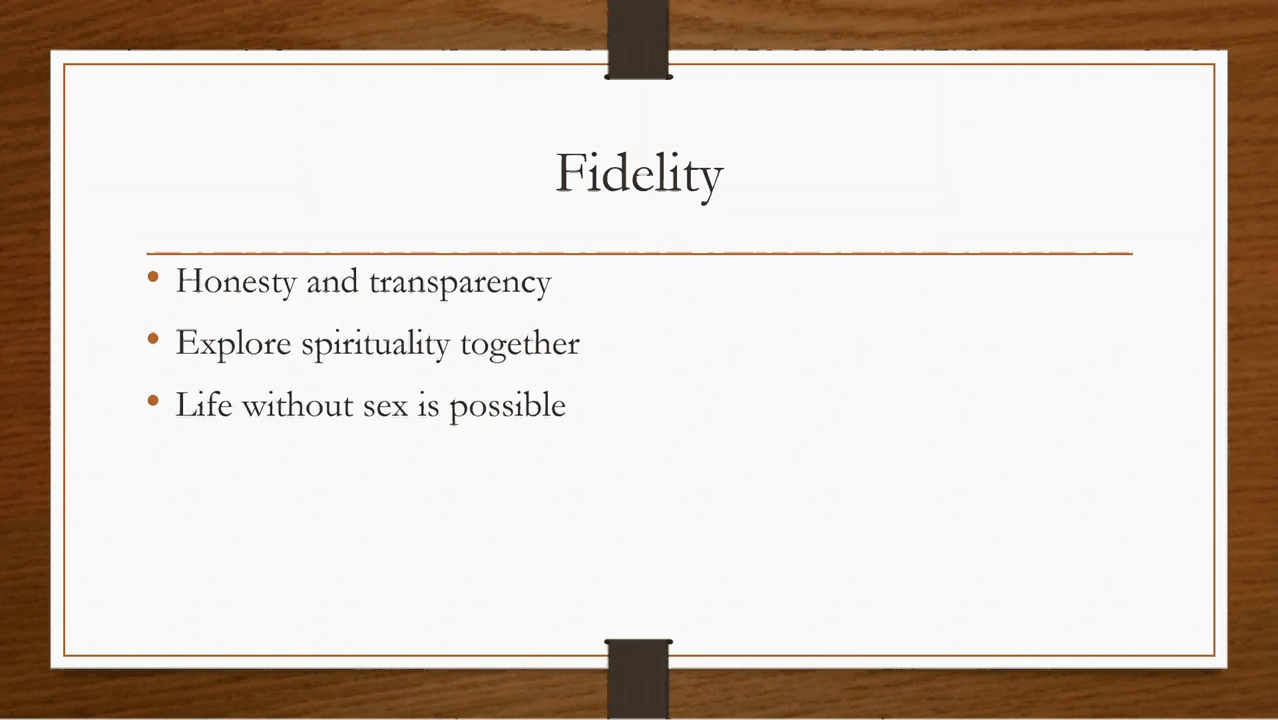 Fidelity
• Honesty and transparency
• Explore spirituality together
• Life without sex is possible